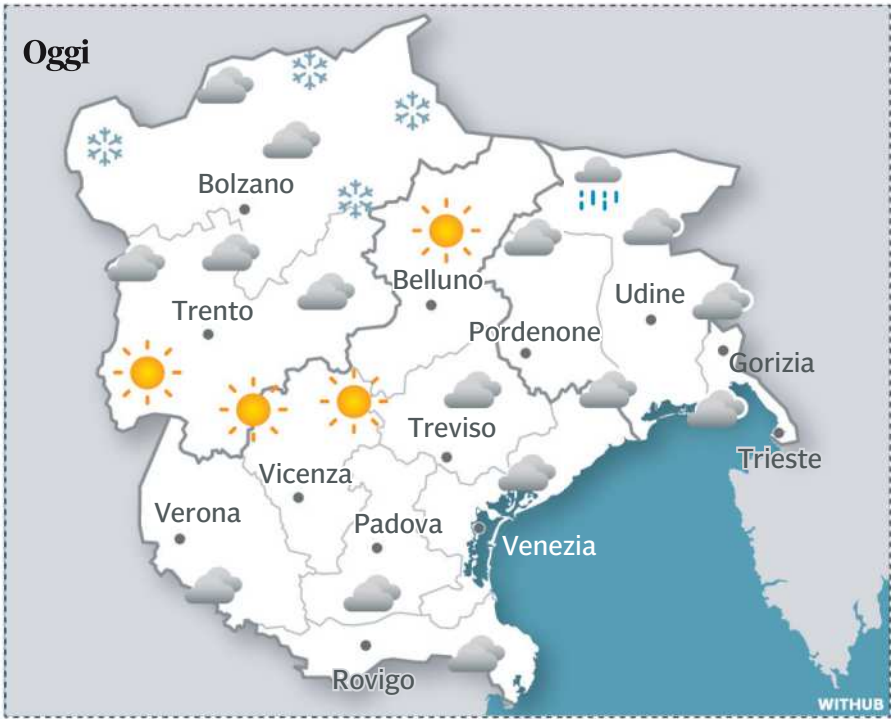 Oggi
Bolzano
Belluno
Trento
Udine
Pordenone
Gorizia
Treviso
Trieste
Vicenza
Verona
Padova
Venezia
Rovigo
WITHUB